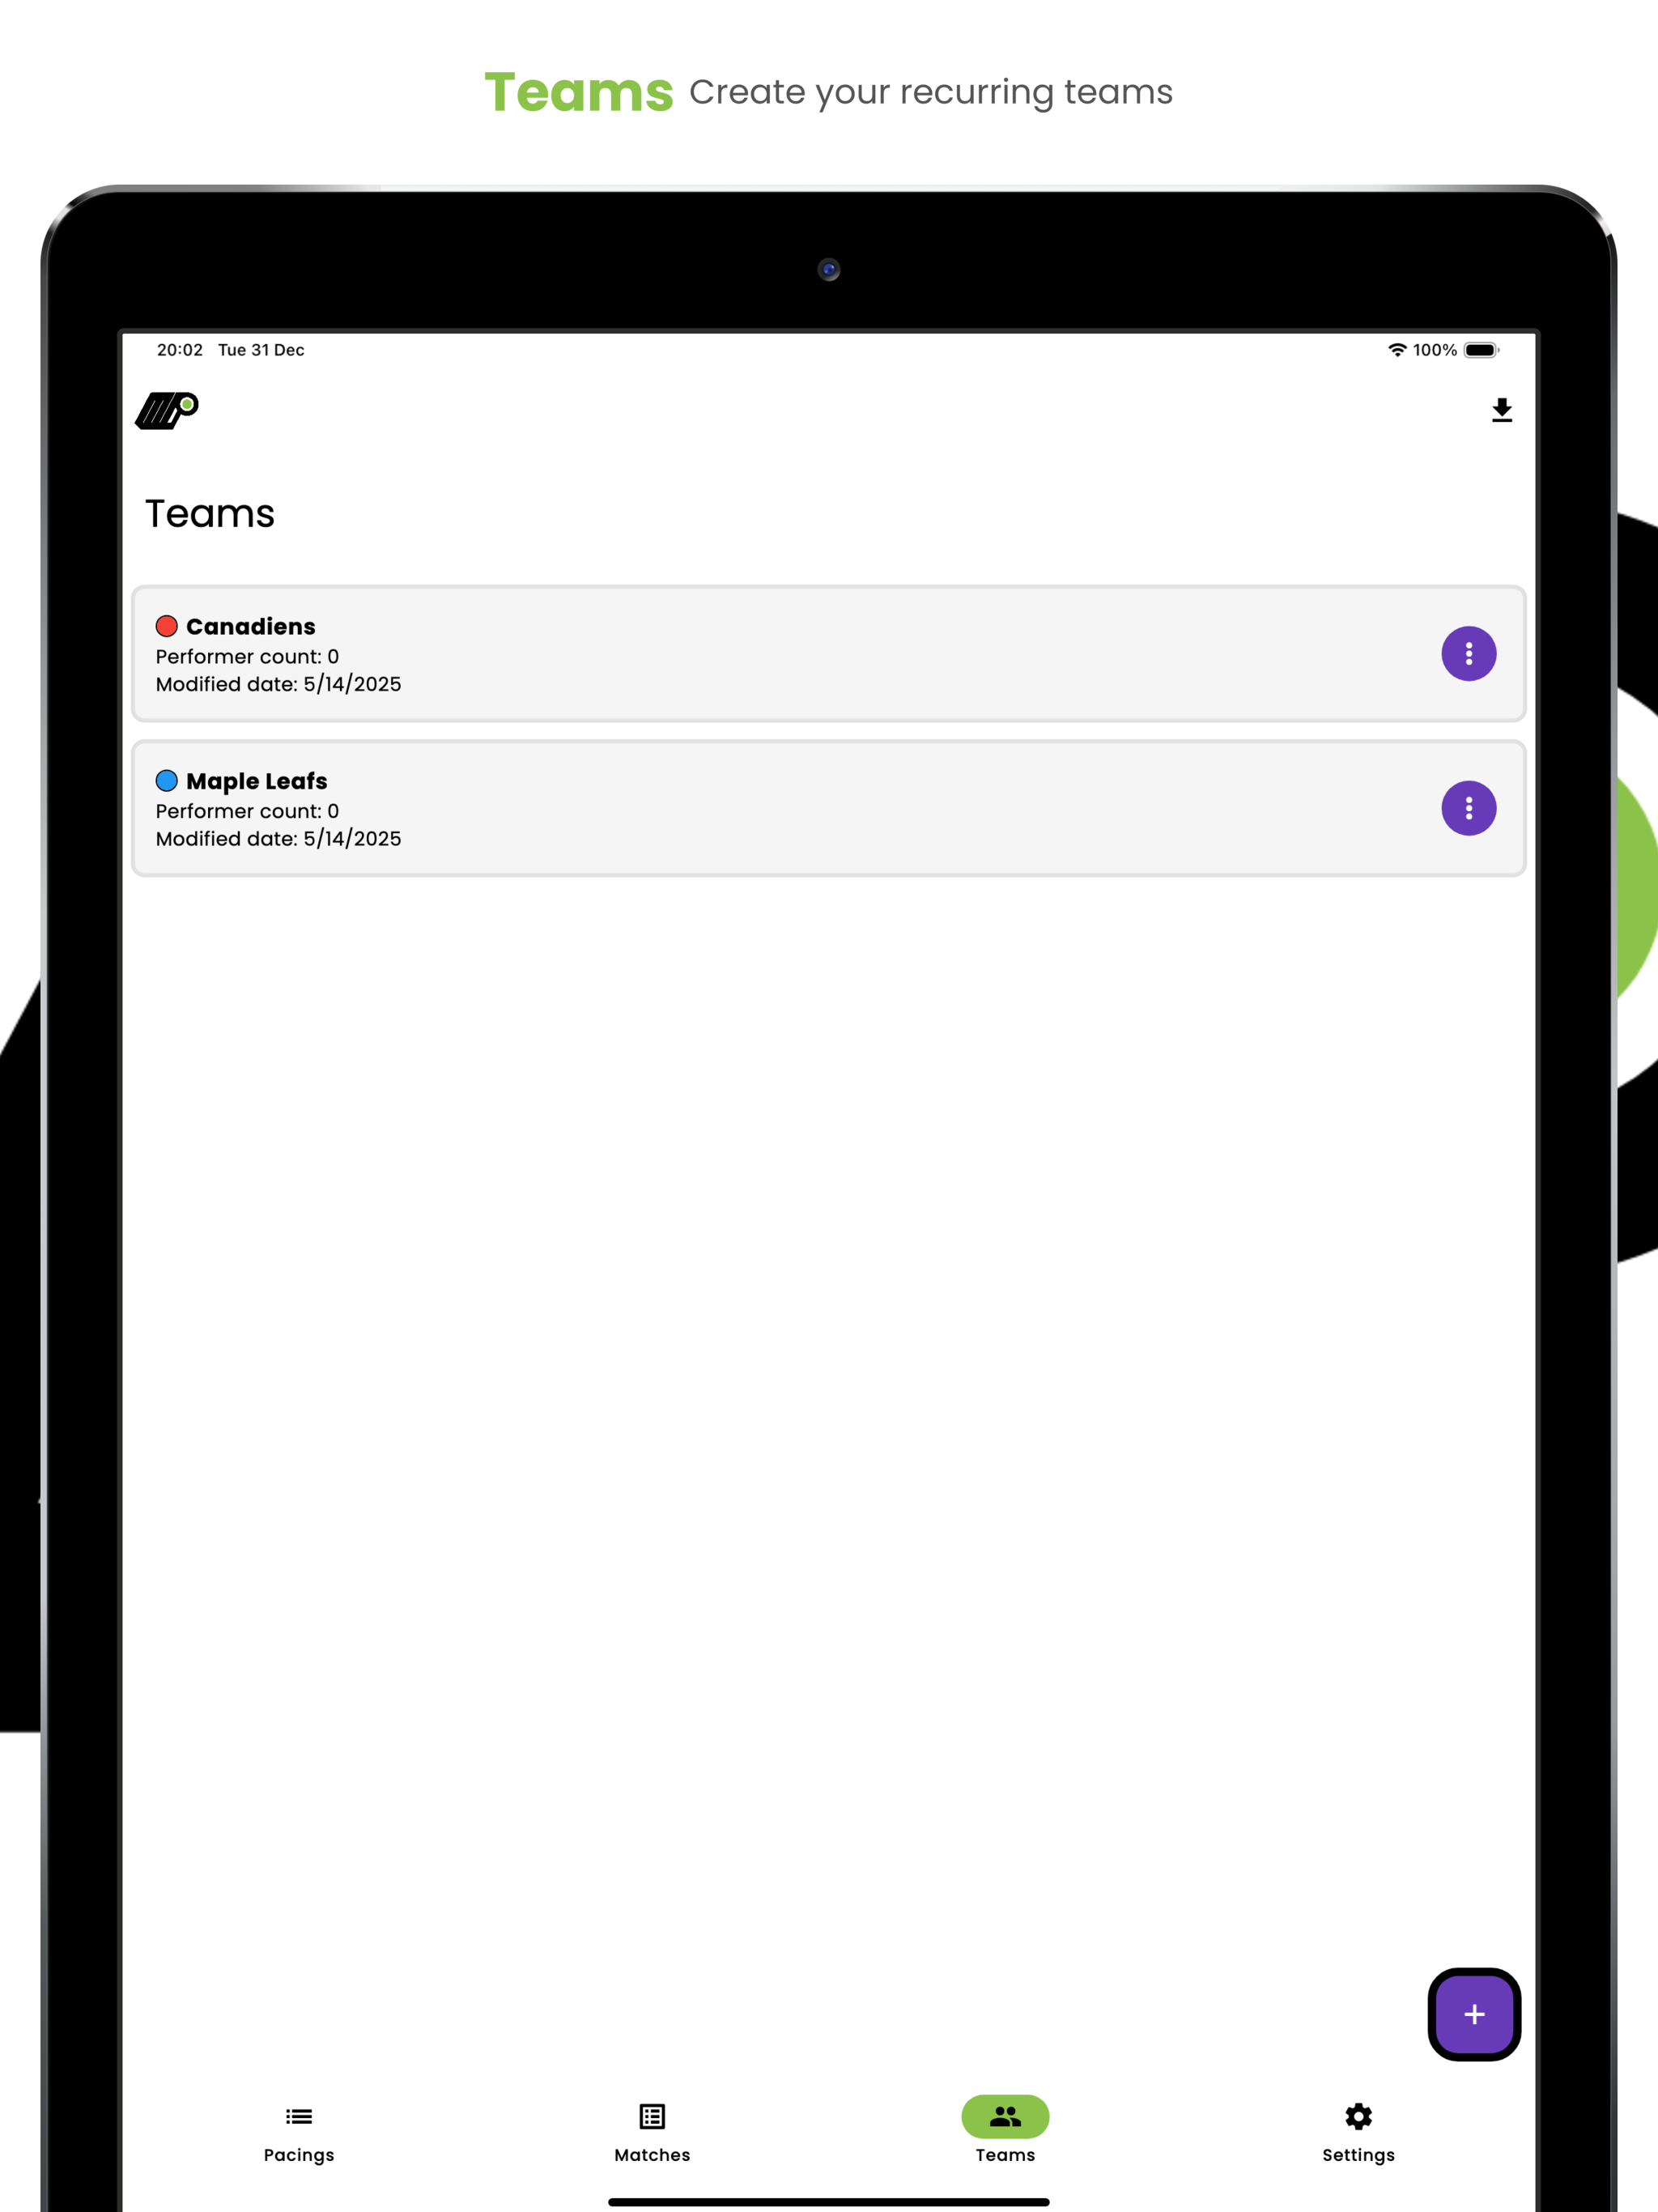 Teams Create your recurring teams
20:02 Tue 31 Dec 100%
Teams
Canadiens
Performer count: 0
Modified date: 5/14/2025
Maple Leafs
Performer count: 0
Modified date: 5/14/2025
+
Pacings Matches Teams Settings